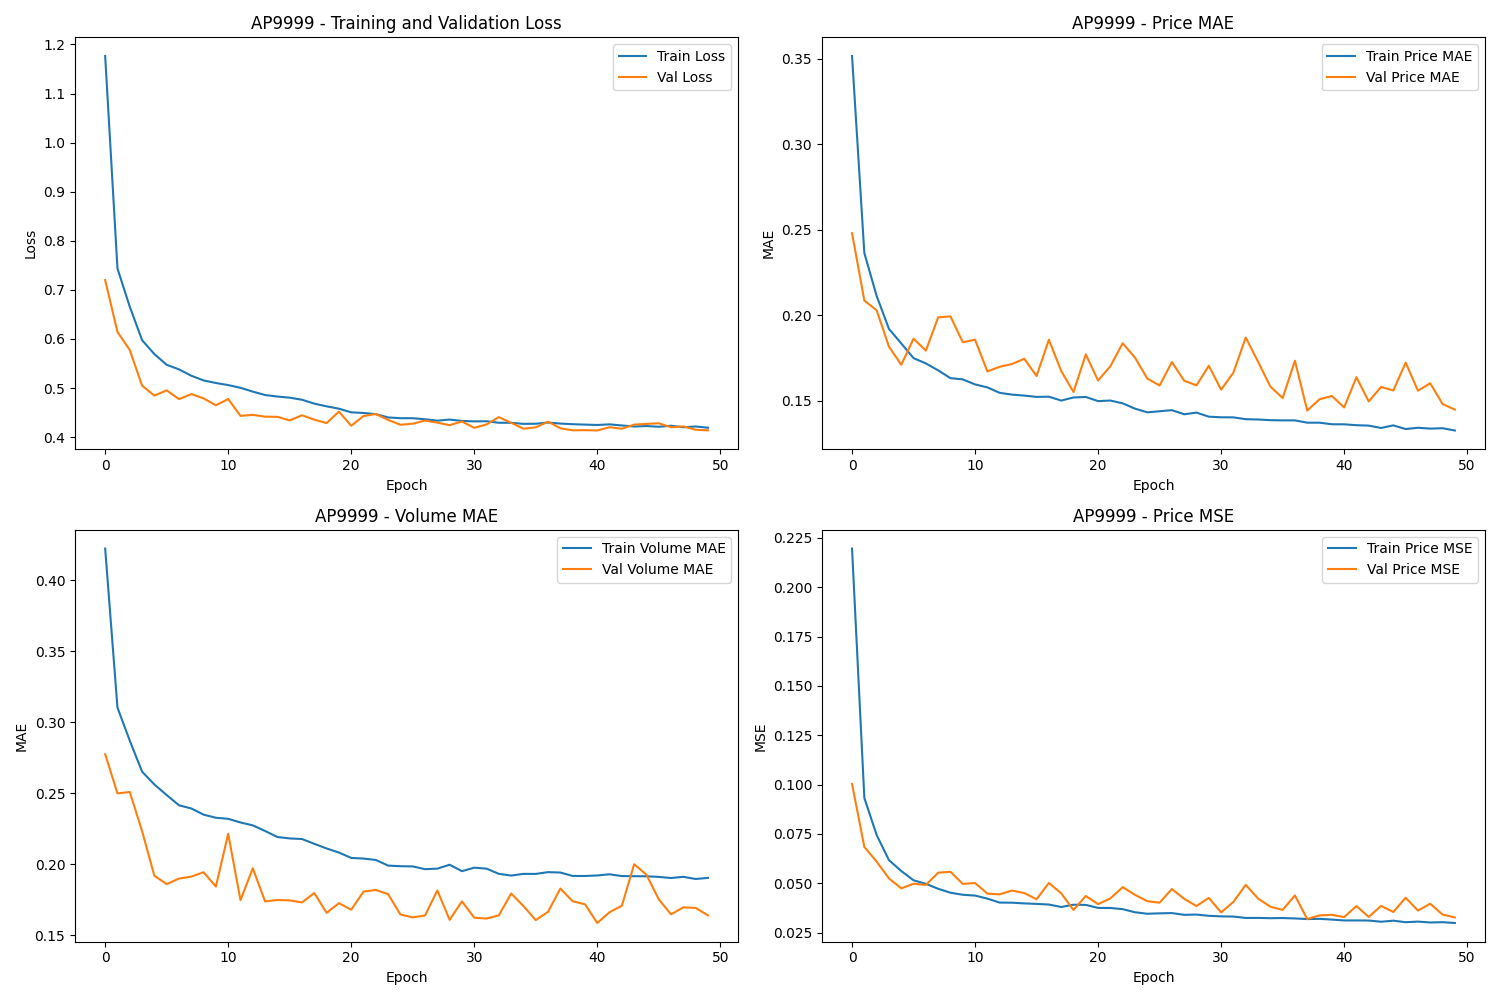 AP9999 - Training and Validation Loss
Train Loss
Val Loss
1.2
1.1
1.0
0.9
0.8
0.7
0.6
0.5
0.4
Loss
0 10 20 30 40 50
Epoch
AP9999 - Price MAE
Train Price MAE
Val Price MAE
0.35
0.30
0.25
0.20
0.15
MAE
0 10 20 30 40 50
Epoch
AP9999 - Volume MAE
Train Volume MAE
Val Volume MAE
0.40
0.35
0.30
0.25
0.20
0.15
MAE
0 10 20 30 40 50
Epoch
AP9999 - Price MSE
Train Price MSE
Val Price MSE
0.225
0.200
0.175
0.150
0.125
0.100
0.075
0.050
0.025
MSE
0 10 20 30 40 50
Epoch